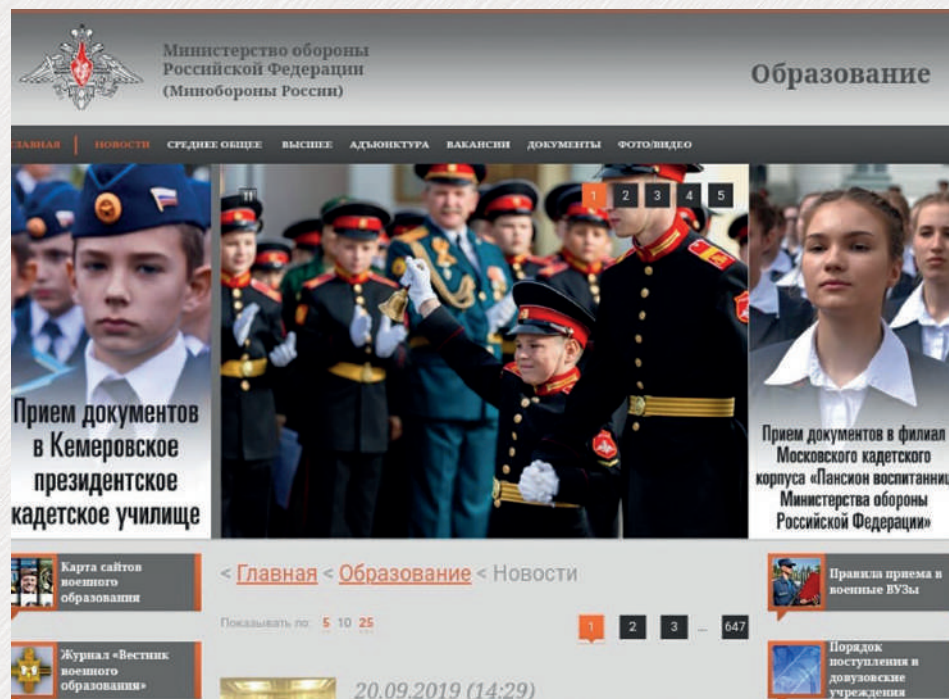 Министерство обороны
Российской Федерации
(Минобороны России)
Образование
ГЛАВНАЯ | НОВОСТИ СРЕДНЕЕ ОБЩЕЕ ВЫСШЕЕ АДЪЮНКТУРА ВАКАНСИИ ДОКУМЕНТЫ ФОТО/ВИДЕО
1 2 3 4 5
Прием документов
в Кемеровское
президентское
кадетское училище
Прием документов в филиал
Московского кадетского
корпуса «Пансион воспитанниц
Министерства обороны
Российской Федерации»
Карта сайтов
военного
образования
Журнал «Вестник
военного
образования»
< Главная < Образование < Новости
Показывать по: 5 10 25
1 2 3 ... 647
20.09.2019 (14:29)
Правила приема в
военные ВУЗы
Порядок
поступления в
довузовские
учреждения